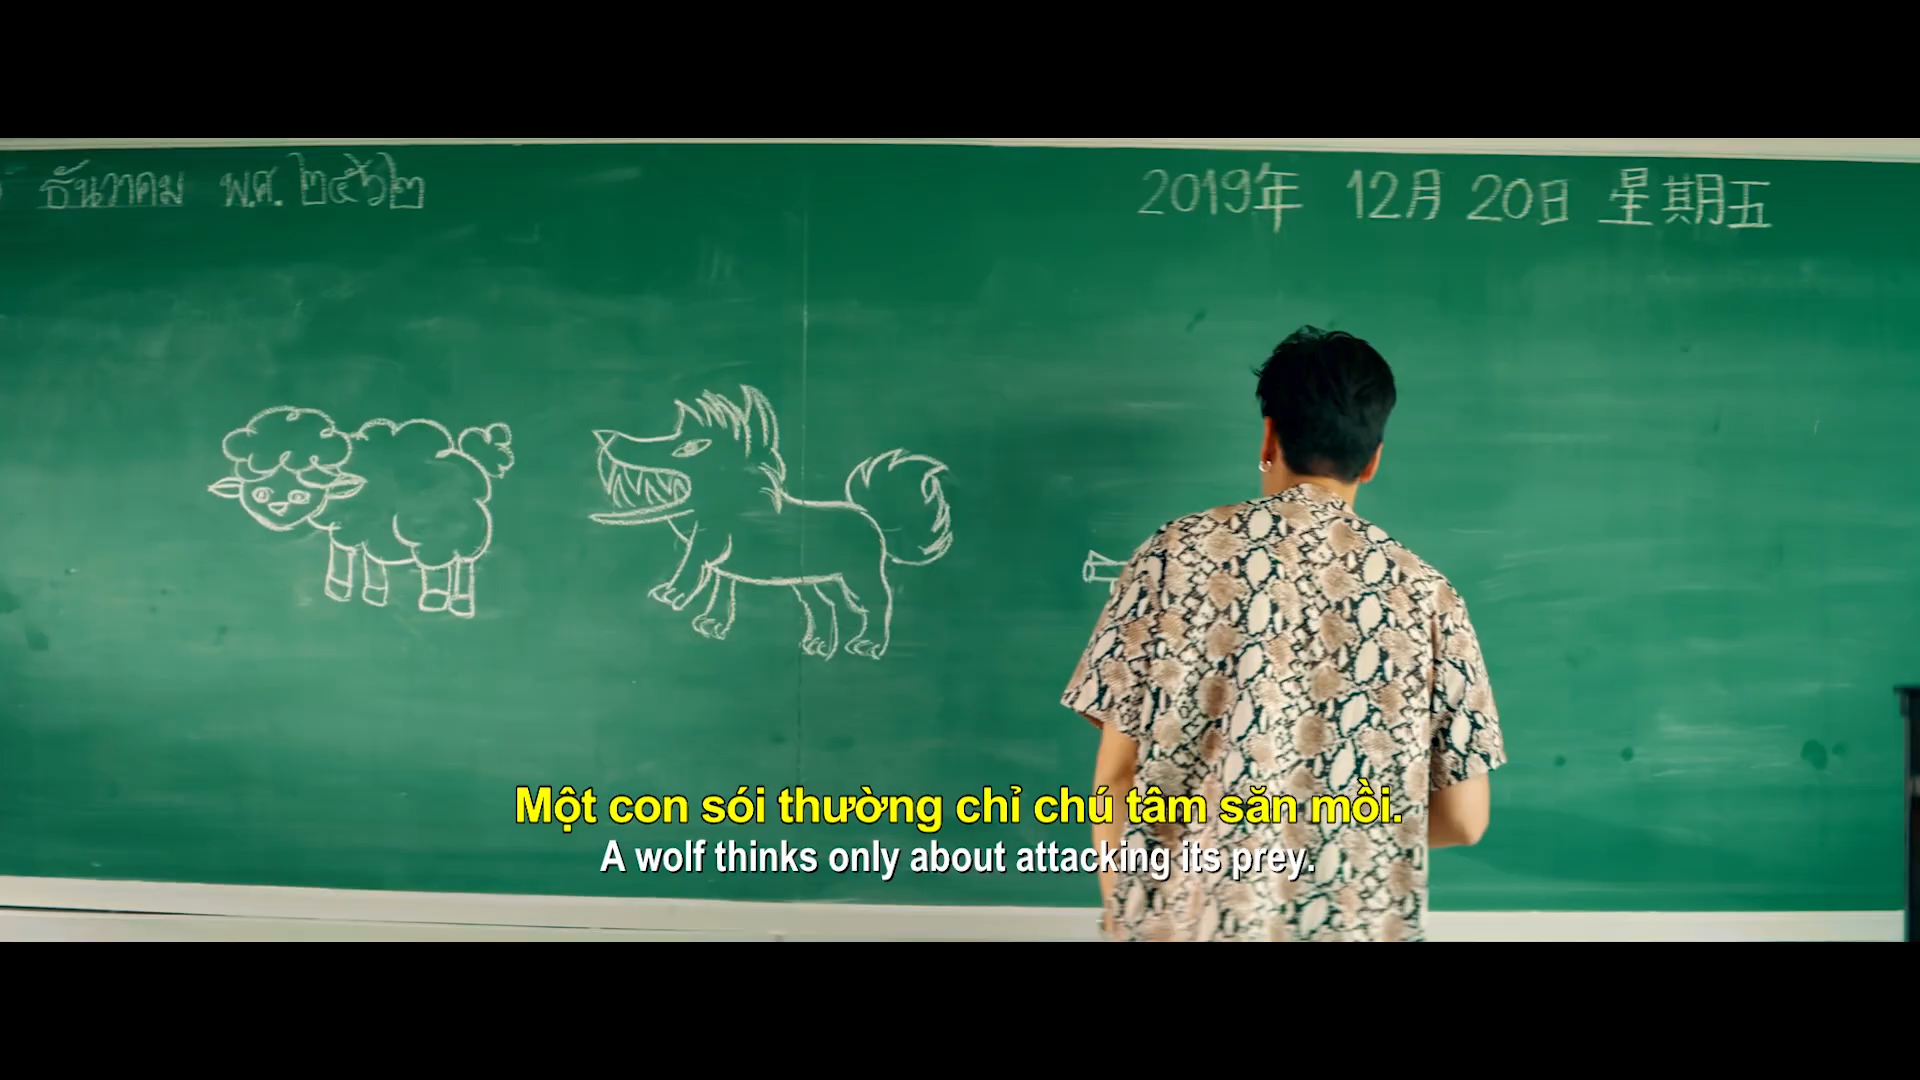 ธันวาคม พ.ศ. ๒๕๖๒
2019年 12月 20日 星期五
Một con sói thường chỉ chú tâm săn mồi.
A wolf thinks only about attacking its prey.